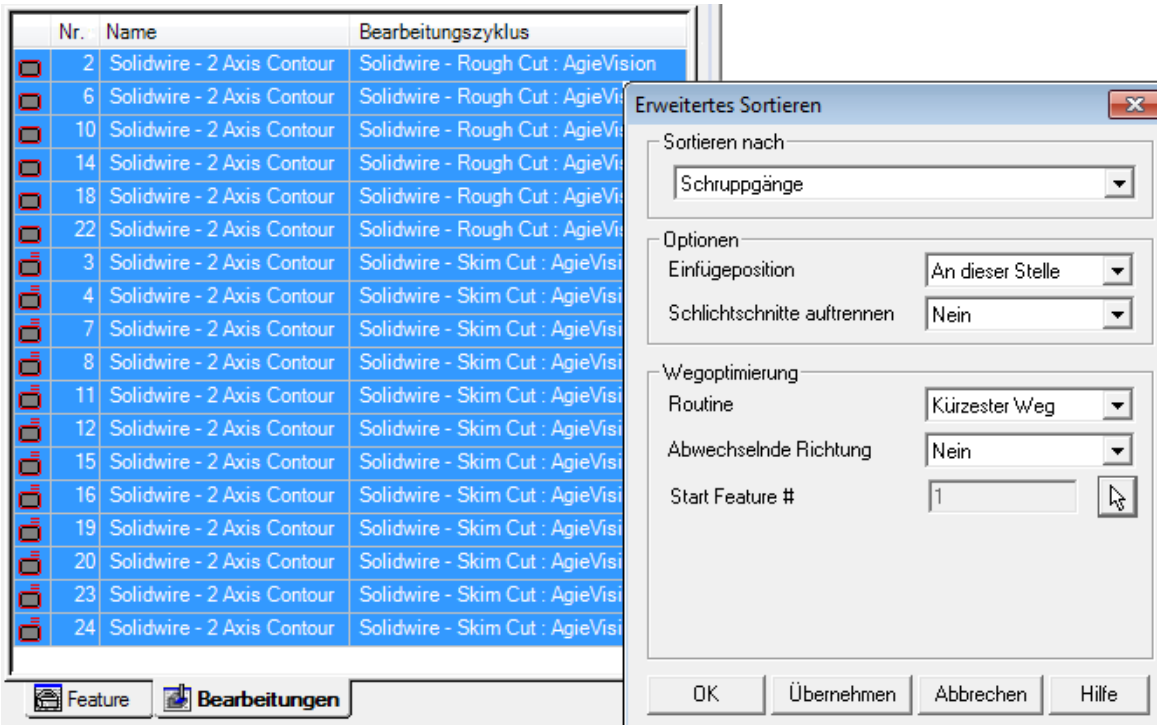 Nr. Name Bearbeitungszyklus
2 Solidwire - 2 Axis Contour Solidwire - Rough Cut : AgieVision
6 Solidwire - 2 Axis Contour Solidwire - Rough Cut : AgieVis
10 Solidwire - 2 Axis Contour Solidwire - Rough Cut : AgieVis
14 Solidwire - 2 Axis Contour Solidwire - Rough Cut : AgieVis
18 Solidwire - 2 Axis Contour Solidwire - Rough Cut : AgieVis
22 Solidwire - 2 Axis Contour Solidwire - Rough Cut : AgieVis
3 Solidwire - 2 Axis Contour Solidwire - Skim Cut : AgieVisi
4 Solidwire - 2 Axis Contour Solidwire - Skim Cut : AgieVisi
7 Solidwire - 2 Axis Contour Solidwire - Skim Cut : AgieVisi
8 Solidwire - 2 Axis Contour Solidwire - Skim Cut : AgieVisi
11 Solidwire - 2 Axis Contour Solidwire - Skim Cut : AgieVisi
12 Solidwire - 2 Axis Contour Solidwire - Skim Cut : AgieVisi
15 Solidwire - 2 Axis Contour Solidwire - Skim Cut : AgieVisi
16 Solidwire - 2 Axis Contour Solidwire - Skim Cut : AgieVisi
19 Solidwire - 2 Axis Contour Solidwire - Skim Cut : AgieVisi
20 Solidwire - 2 Axis Contour Solidwire - Skim Cut : AgieVisi
23 Solidwire - 2 Axis Contour Solidwire - Skim Cut : AgieVisi
24 Solidwire - 2 Axis Contour Solidwire - Skim Cut : AgieVisi
Feature Bearbeitungen
Erweitertes Sortieren
Sortieren nach
Schruppgänge
Optionen
Einfügeposition An dieser Stelle
Schlichtschnitte auftrennen Nein
Wegoptimierung
Routine Kürzester Weg
Abwechselnde Richtung Nein
Start Feature # 1
OK Übernehmen Abbrechen Hilfe